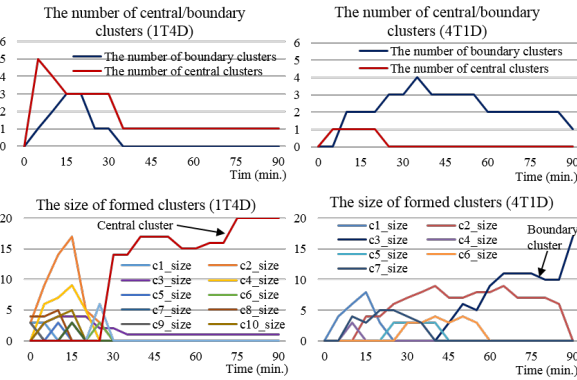 The number of central/boundary
clusters (1T4D)
6
5
4
3
2
1
0
The number of boundary clusters
The number of central clusters
0 15 30 45 60 75 90
Tim (min.)
The number of central/boundary
clusters (4T1D)
6
5
4
3
2
1
0
The number of boundary clusters
The number of central clusters
0 15 30 45 60 75 90
Time (min.)
The size of formed clusters (1T4D)
20
15
10
5
0
Central cluster
c1_size c2_size
c3_size c4_size
c5_size c6_size
c7_size c8_size
c9_size c10_size
0 15 30 45 60 75 90
Time (min.)
The size of formed clusters (4T1D)
20
15
10
5
0
c1_size c2_size
c3_size c4_size
c5_size c6_size
c7_size
Boundary
cluster
0 15 30 45 60 75 90
Time (min.)